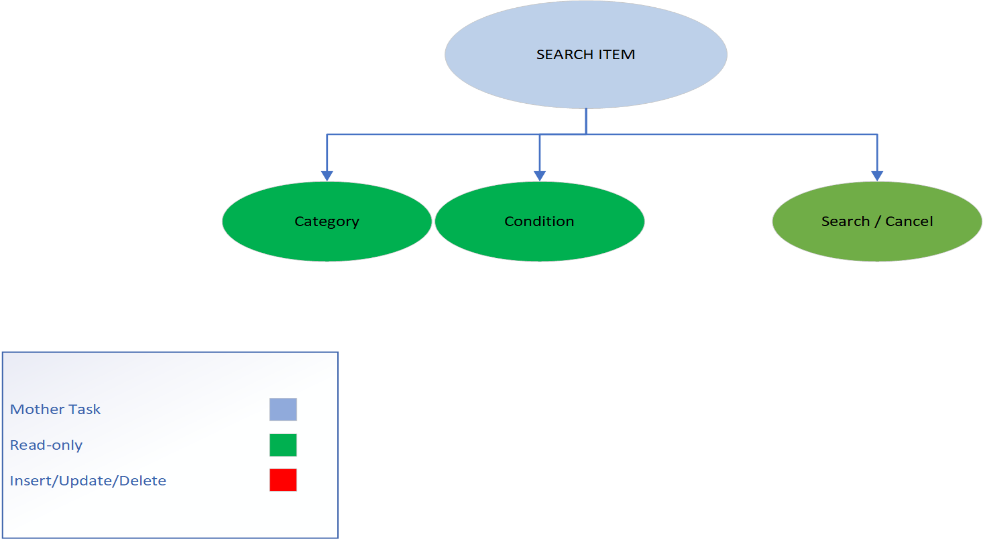 SEARCH ITEM
Category
Condition
Search / Cancel
Mother Task
Read-only
Insert/Update/Delete